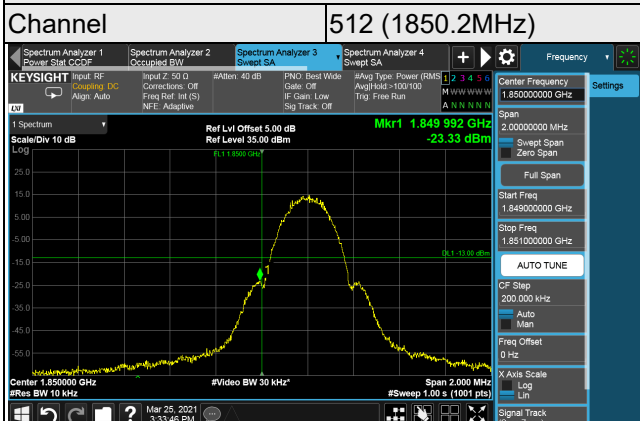 Channel 512 (1850.2MHz)
Spectrum Analyzer 1 Power Stat CCDF
Spectrum Analyzer 2 Occupied BW
Spectrum Analyzer 3 Swept SA
Spectrum Analyzer 4 Swept SA
Frequency
KEYSIGHT
Input: RF
Coupling: DC
Align: Auto
Input Z: 50 Ω
Corrections: Off
Freq Ref: Int (S)
NFE: Adaptive
#Atten: 40 dB
PNO: Best Wide
Gate: Off
IF Gain: Low
Sig Track: Off
#Avg Type: Power (RMS
Avg|Hold:>100/100
Trig: Free Run
1 2 3 4 5 6
M W W W W W
A N N N N N
LXI
1 Spectrum
Scale/Div 10 dB
Ref Lvl Offset 5.00 dB
Ref Level 35.00 dBm
Mkr1 1.849 992 GHz
-23.33 dBm
Log
FL1 1.8500 GHz
25.0
15.0
5.00
-5.00
DL1 -13.00 dBm
-15.0
1
-25.0
-35.0
-45.0
-55.0
Center 1.850000 GHz
#Res BW 10 kHz
#Video BW 30 kHz*
Span 2.000 MHz
#Sweep 1.00 s (1001 pts)
Center Frequency
1.850000000 GHz
Settings
Span
2.00000000 MHz
Swept Span
Zero Span
Full Span
Start Freq
1.849000000 GHz
Stop Freq
1.851000000 GHz
AUTO TUNE
CF Step
200.000 kHz
Auto
Man
Freq Offset
0 Hz
X Axis Scale
Log
Lin
Signal Track
Mar 25, 2021
3:33:46 PM